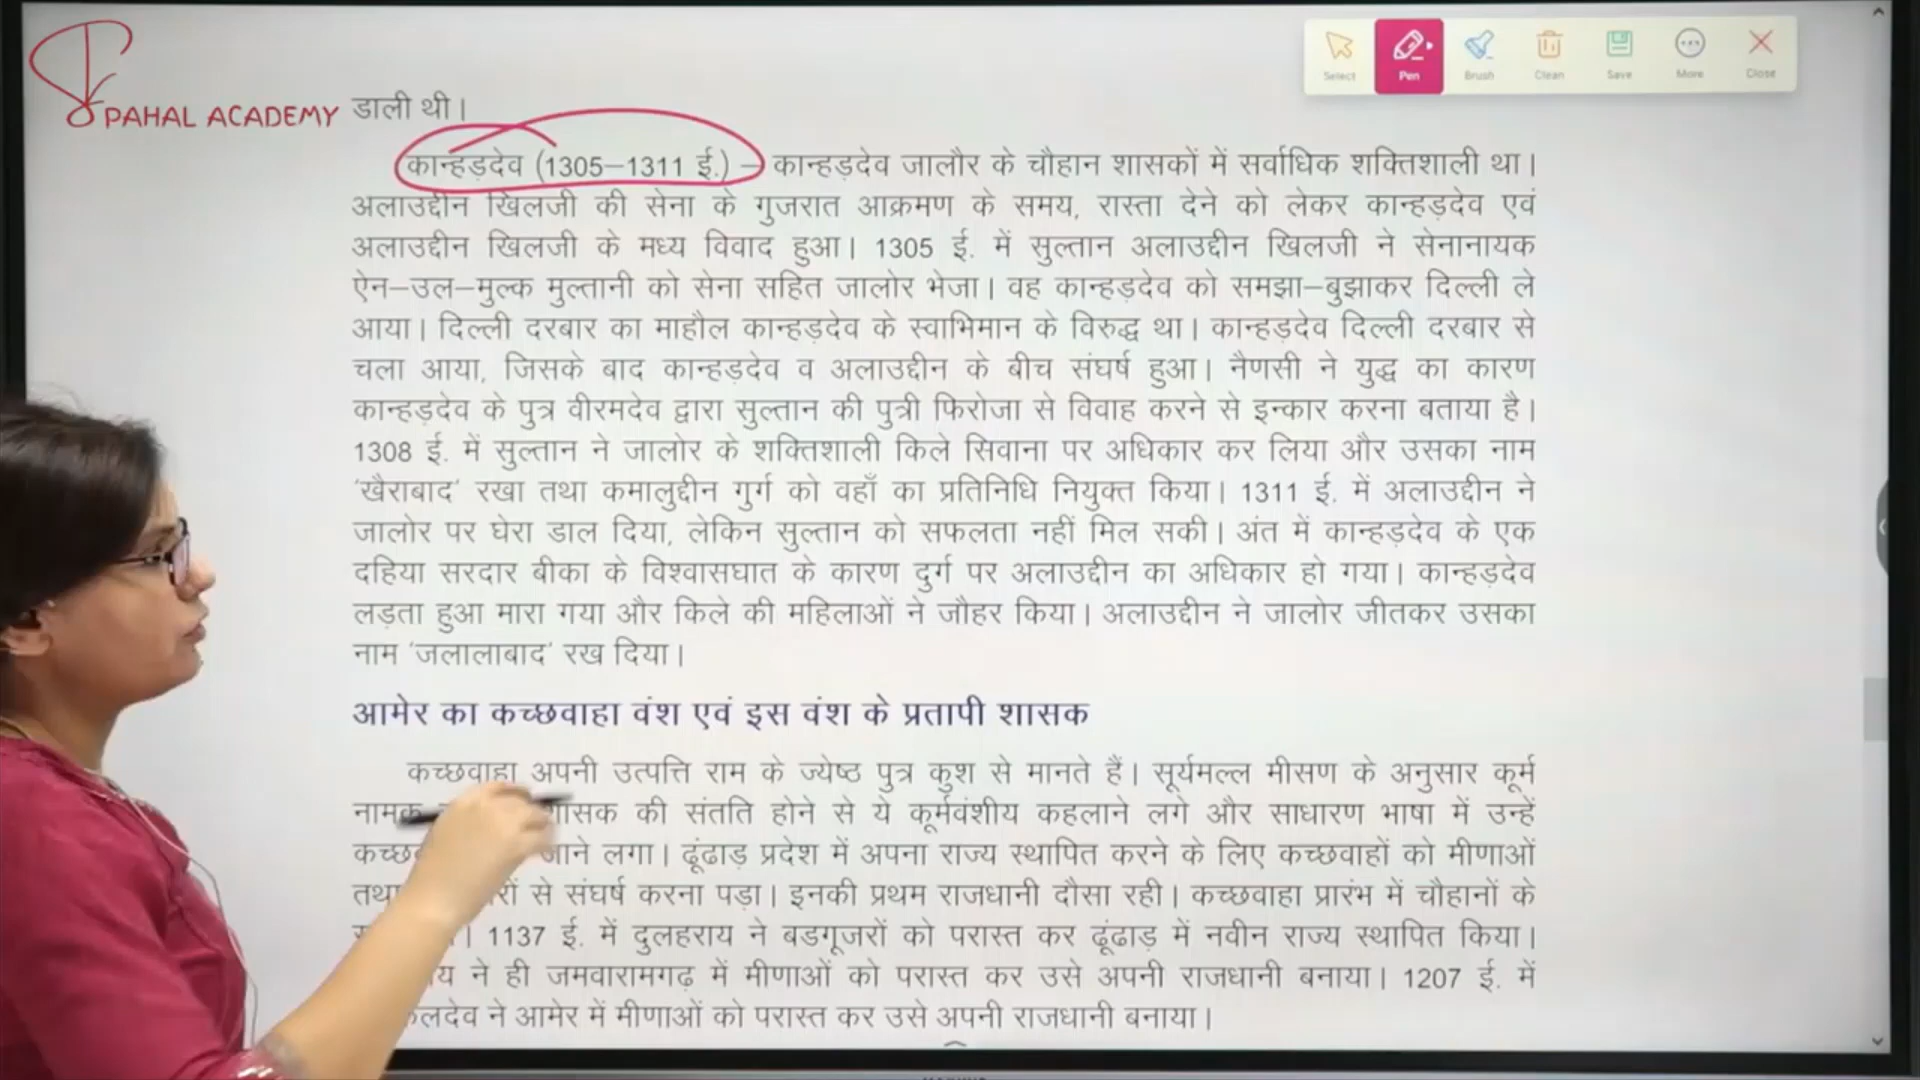 PAHAL ACADEMY
Select Pen Brush Clean Save More Close
डाली थी।
कान्हड़देव (1305–1311 ई.) – कान्हड़देव जालौर के चौहान शासकों में सर्वाधिक शक्तिशाली था।
अलाउद्दीन खिलजी की सेना के गुजरात आक्रमण के समय, रास्ता देने को लेकर कान्हड़देव एवं
अलाउद्दीन खिलजी के मध्य विवाद हुआ। 1305 ई. में सुल्तान अलाउद्दीन खिलजी ने सेनानायक
ऐन–उल–मुल्क मुल्तानी को सेना सहित जालोर भेजा। वह कान्हड़देव को समझा–बुझाकर दिल्ली ले
आया। दिल्ली दरबार का माहौल कान्हड़देव के स्वाभिमान के विरुद्ध था। कान्हड़देव दिल्ली दरबार से
चला आया, जिसके बाद कान्हड़देव व अलाउद्दीन के बीच संघर्ष हुआ। नैणसी ने युद्ध का कारण
कान्हड़देव के पुत्र वीरमदेव द्वारा सुल्तान की पुत्री फिरोजा से विवाह करने से इन्कार करना बताया है।
1308 ई. में सुल्तान ने जालोर के शक्तिशाली किले सिवाना पर अधिकार कर लिया और उसका नाम
'खैराबाद' रखा तथा कमालुद्दीन गुर्ग को वहाँ का प्रतिनिधि नियुक्त किया। 1311 ई. में अलाउद्दीन ने
जालोर पर घेरा डाल दिया, लेकिन सुल्तान को सफलता नहीं मिल सकी। अंत में कान्हड़देव के एक
दहिया सरदार बीका के विश्वासघात के कारण दुर्ग पर अलाउद्दीन का अधिकार हो गया। कान्हड़देव
लड़ता हुआ मारा गया और किले की महिलाओं ने जौहर किया। अलाउद्दीन ने जालोर जीतकर उसका
नाम 'जलालाबाद' रख दिया।
आमेर का कच्छवाहा वंश एवं इस वंश के प्रतापी शासक
कच्छवाहा अपनी उत्पत्ति राम के ज्येष्ठ पुत्र कुश से मानते हैं। सूर्यमल्ल मीसण के अनुसार कूर्म
नामक की संतति होने से ये कूर्मवंशीय कहलाने लगे और साधारण भाषा में उन्हें
जाने लगा। ढूंढाड़ प्रदेश में अपना राज्य स्थापित करने के लिए कच्छवाहों को मीणाओं
तथा से संघर्ष करना पड़ा। इनकी प्रथम राजधानी दौसा रही। कच्छवाहा प्रारंभ में चौहानों के
। 1137 ई. में दुलहराय ने बडगूजरों को परास्त कर ढूंढाड़ में नवीन राज्य स्थापित किया।
ने ही जमवारामगढ़ में मीणाओं को परास्त कर उसे अपनी राजधानी बनाया। 1207 ई. में
ने आमेर में मीणाओं को परास्त कर उसे अपनी राजधानी बनाया।